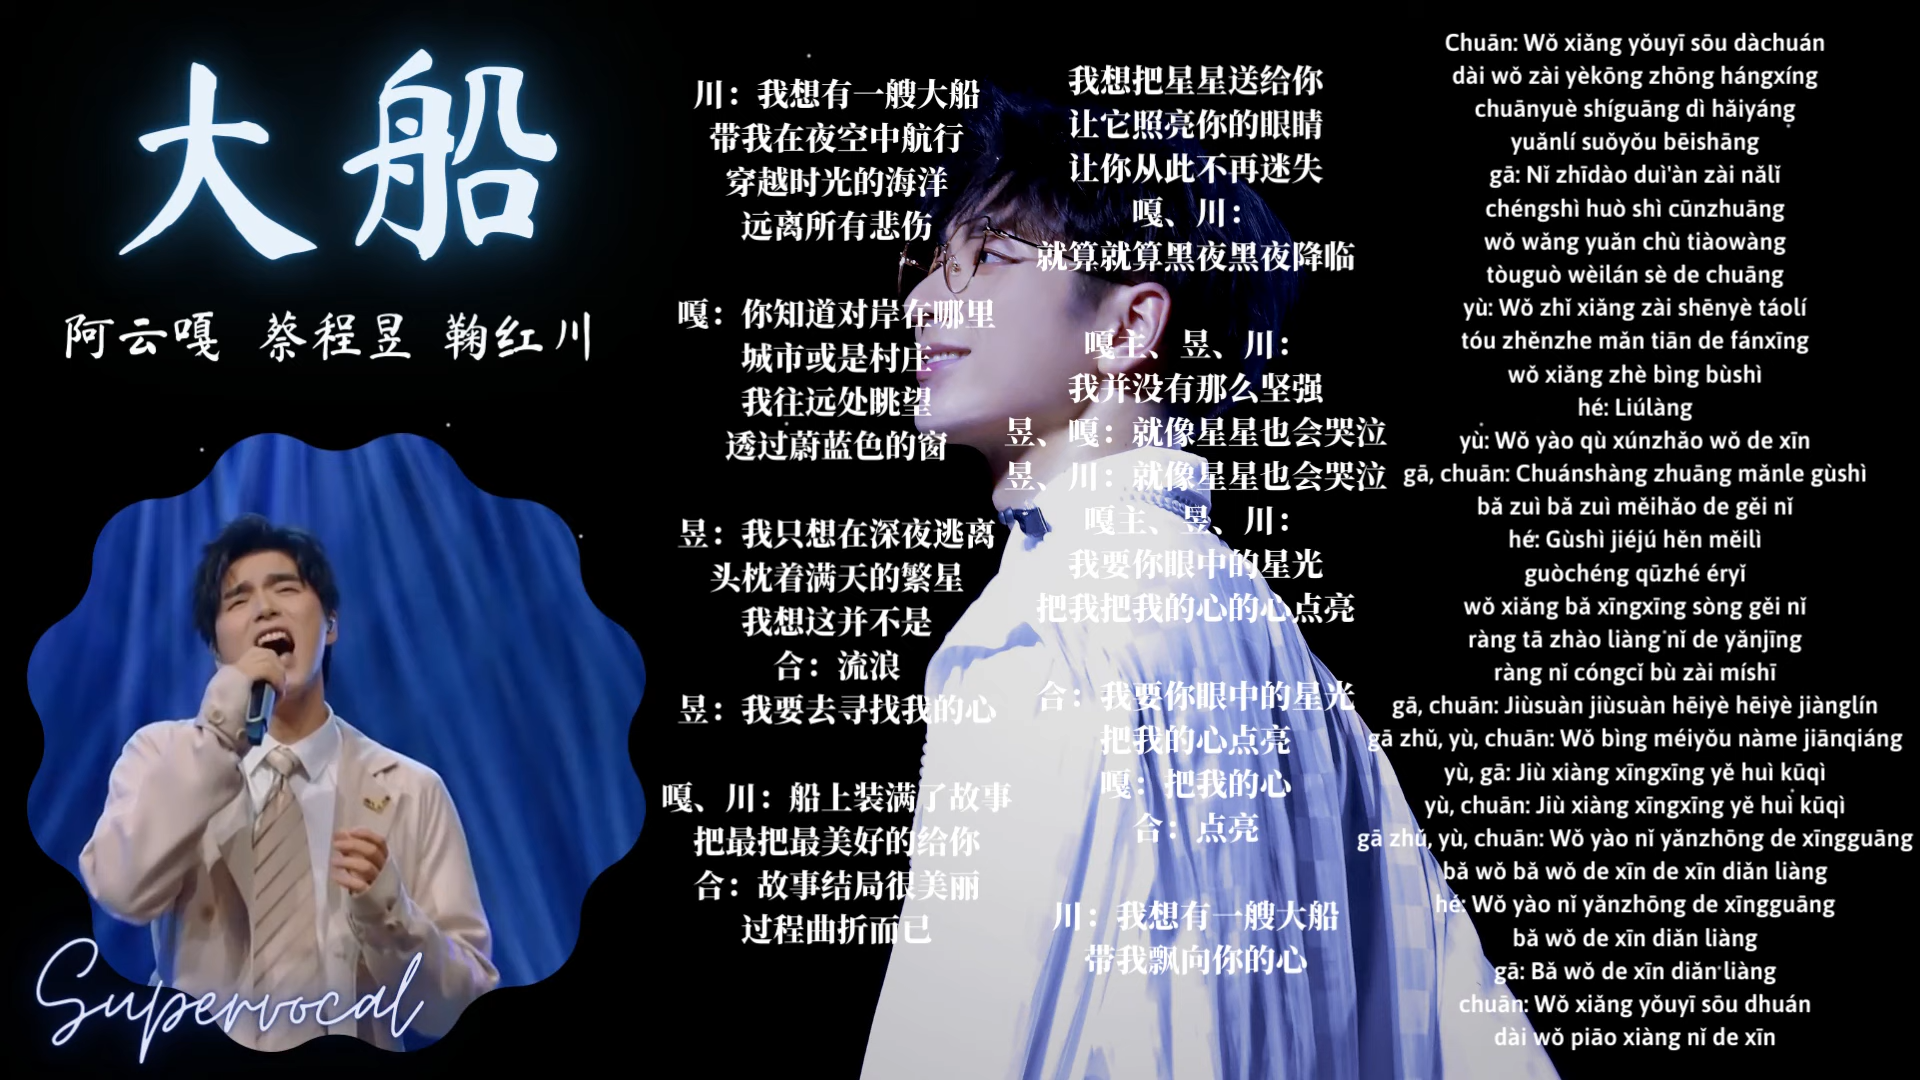 大船
阿云嘎 蔡程昱 鞠红川
川：我想有一艘大船
带我在夜空中航行
穿越时光的海洋
远离所有悲伤
嘎：你知道对岸在哪里
城市或是村庄
我往远处眺望
透过蔚蓝色的窗
昱：我只想在深夜逃离
头枕着满天的繁星
我想这并不是
合：流浪
昱：我要去寻找我的心
嘎、川：船上装满了故事
把最把最美好的给你
合：故事结局很美丽
过程曲折而已
我想把星星送给你
让它照亮你的眼睛
让你从此不再迷失
嘎、川：
就算就算黑夜黑夜降临
嘎主、昱、川：
我并没有那么坚强
昱、嘎：就像星星也会哭泣
昱、川：就像星星也会哭泣
嘎主、昱、川：
我要你眼中的星光
把我把我的心的心点亮
合：我要你眼中的星光
把我的心点亮
嘎：把我的心
合：点亮
川：我想有一艘大船
带我飘向你的心
Chuān: Wǒ xiǎng yǒuyī sōu dàchuán
dài wǒ zài yèkōng zhōng hángxíng
chuānyuè shíguāng dì hǎiyáng
yuǎnlí suǒyǒu bēishāng
gā: Nǐ zhīdào duì'àn zài nǎlǐ
chéngshì huò shì cūnzhuāng
wǒ wǎng yuǎn chù tiàowàng
tòuguò wèilán sè de chuāng
yù: Wǒ zhǐ xiǎng zài shēnyè táolí
tóu zhěnzhe mǎn tiān de fánxīng
wǒ xiǎng zhè bìng bùshì
hé: Liúlàng
yù: Wǒ yào qù xúnzhǎo wǒ de xīn
gā, chuān: Chuánshàng zhuāng mǎnle gùshì
bǎ zuì bǎ zuì měihǎo de gěi nǐ
hé: Gùshì jiéjú hěn měilì
guòchéng qūzhé éryǐ
wǒ xiǎng bǎ xīngxīng sòng gěi nǐ
ràng tā zhào liàng nǐ de yǎnjīng
ràng nǐ cóngcǐ bù zài míshī
gā, chuān: Jiùsuàn jiùsuàn hēiyè hēiyè jiànglín
gā zhǔ, yù, chuān: Wǒ bìng méiyǒu nàme jiānqiáng
yù, gā: Jiù xiàng xīngxīng yě huì kūqì
yù, chuān: Jiù xiàng xīngxīng yě huì kūqì
gā zhǔ, yù, chuān: Wǒ yào nǐ yǎnzhōng de xīngguāng
bǎ wǒ bǎ wǒ de xīn de xīn diǎn liàng
hé: Wǒ yào nǐ yǎnzhōng de xīngguāng
bǎ wǒ de xīn diǎn liàng
gā: Bǎ wǒ de xīn diǎn liàng
chuān: Wǒ xiǎng yǒuyī sōu dhuán
dài wǒ piāo xiàng nǐ de xīn
Supervocal